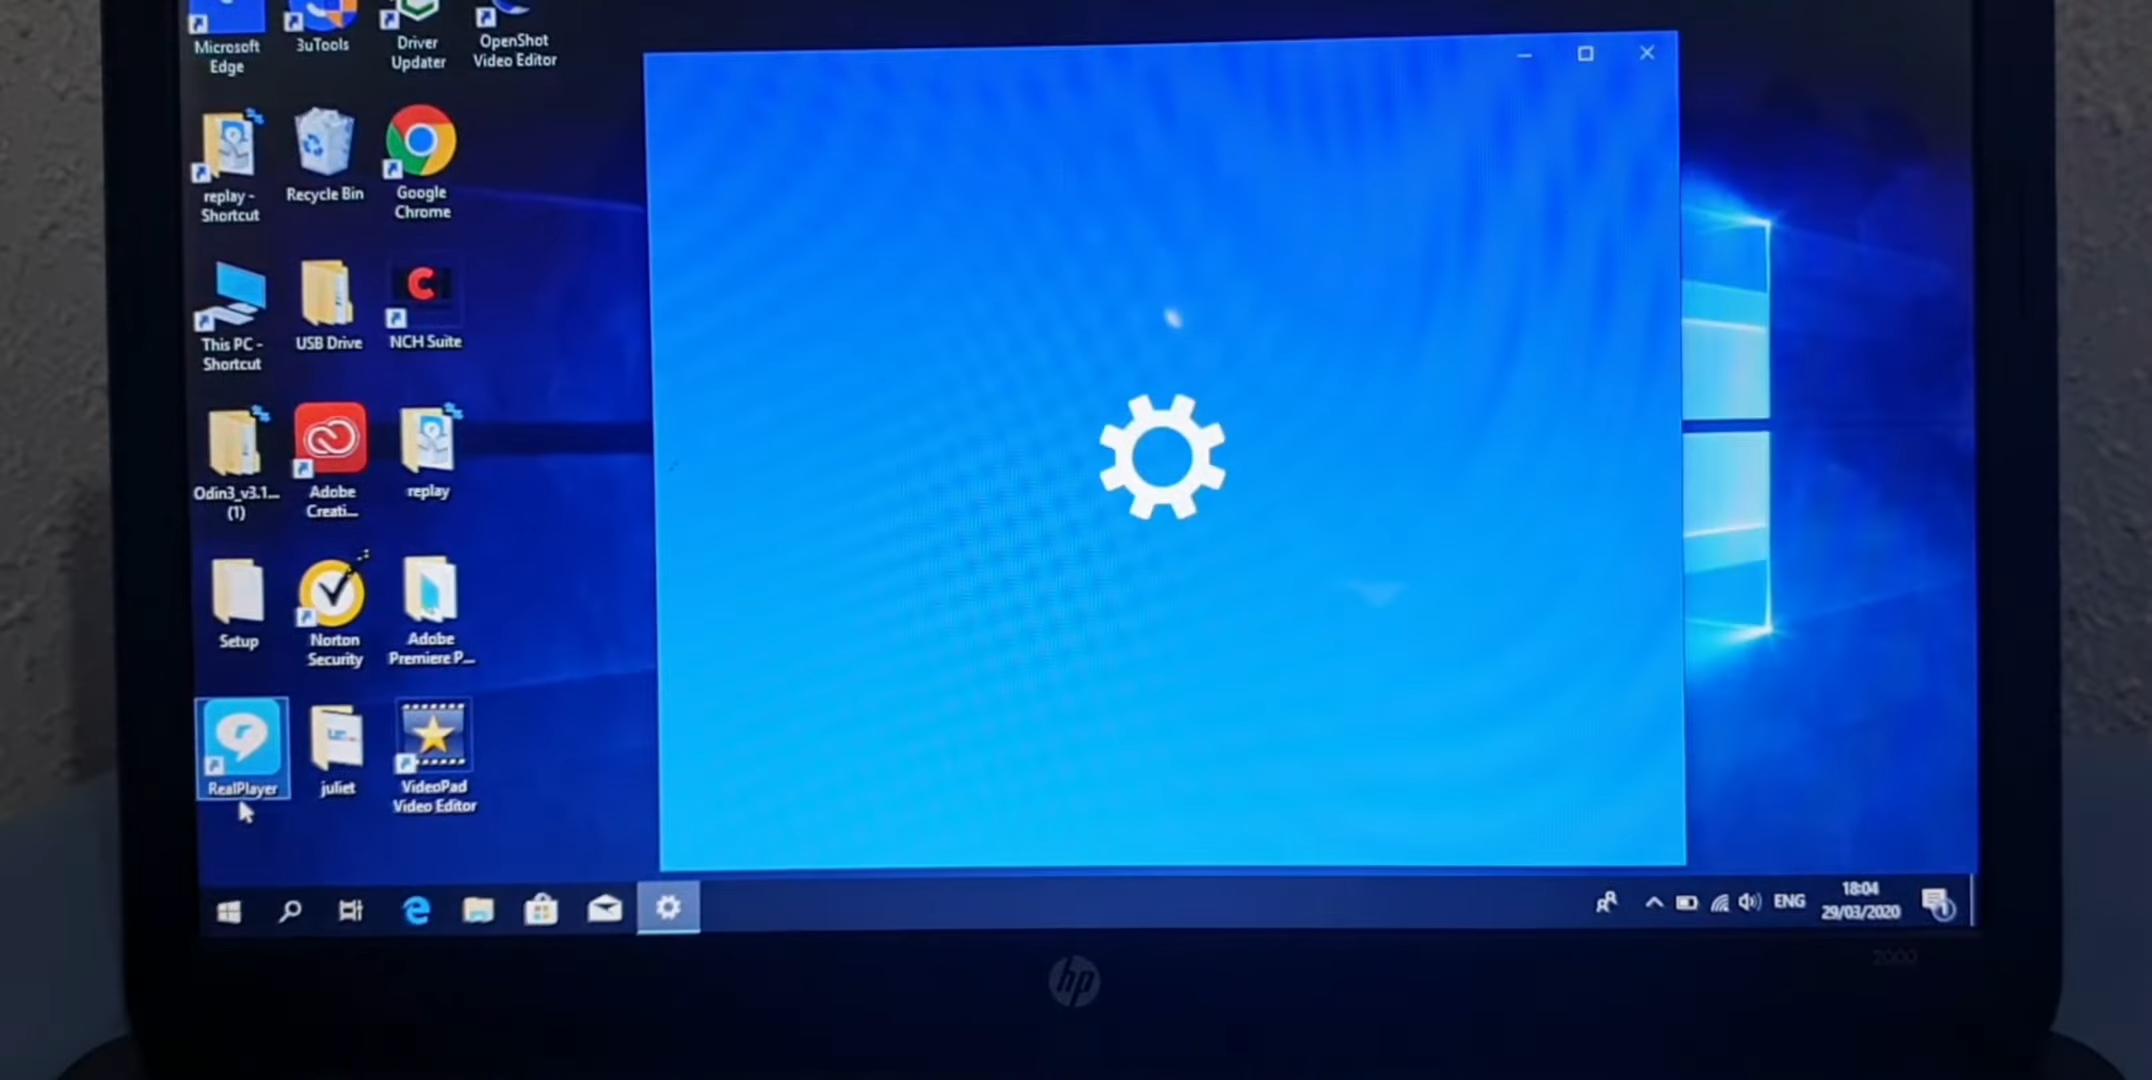 Microsoft
Edge
3uTools
Driver
Updater
OpenShot
Video Editor
replay -
Shortcut
Recycle Bin
Google
Chrome
This PC -
Shortcut
USB Drive
C
NCH Suite
Odin3_v3.1...
(1)
Adobe
Creati...
replay
Setup
Norton
Security
Adobe
Premiere P...
RealPlayer
juliet
VideoPad
Video Editor
ENG
18:04
29/03/2020
1
hp
2000